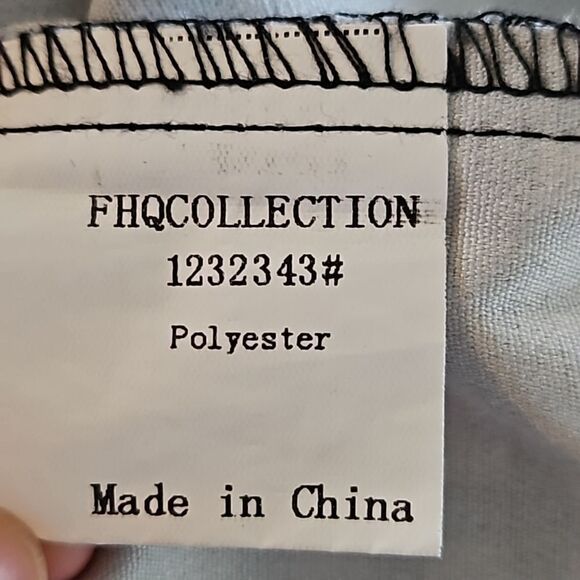 FHQCOLLECTION
1232343#
Polyester
Made in China